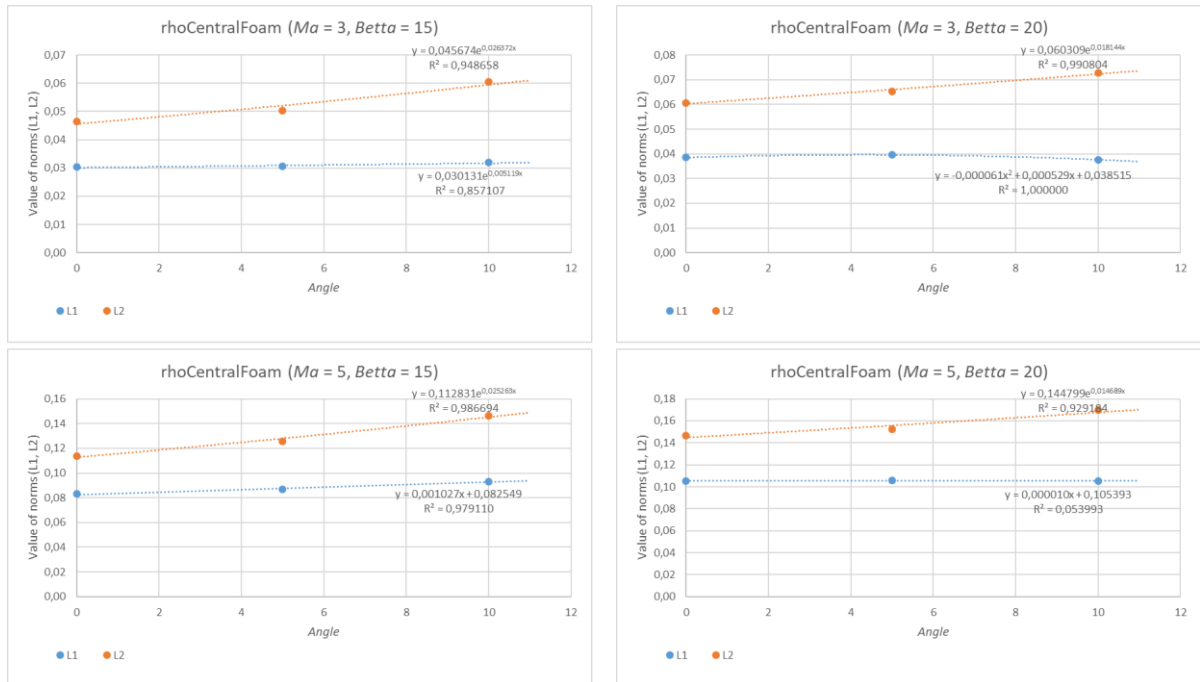 rhoCentralFoam (Ma = 3, Betta = 15)
Value of norms (L1, L2)
0,07
0,06
0,05
0,04
0,03
0,02
0,01
0,00
y = 0,045674e^0,026372x
R² = 0,948658
y = 0,030131e^0,005119x
R² = 0,857107
0 2 4 6 8 10 12
Angle
L1 L2
rhoCentralFoam (Ma = 3, Betta = 20)
Value of norms (L1, L2)
0,08
0,07
0,06
0,05
0,04
0,03
0,02
0,01
0,00
y = 0,060309e^0,018144x
R² = 0,990804
y = -0,000061x² + 0,000529x + 0,038515
R² = 1,000000
0 2 4 6 8 10 12
Angle
L1 L2
rhoCentralFoam (Ma = 5, Betta = 15)
Value of norms (L1, L2)
0,16
0,14
0,12
0,10
0,08
0,06
0,04
0,02
0,00
y = 0,112831e^0,025263x
R² = 0,986694
y = 0,001027x + 0,082549
R² = 0,979110
0 2 4 6 8 10 12
Angle
L1 L2
rhoCentralFoam (Ma = 5, Betta = 20)
Value of norms (L1, L2)
0,18
0,16
0,14
0,12
0,10
0,08
0,06
0,04
0,02
0,00
y = 0,144799e^0,014689x
R² = 0,929184
y = 0,000010x + 0,105393
R² = 0,053993
0 2 4 6 8 10 12
Angle
L1 L2